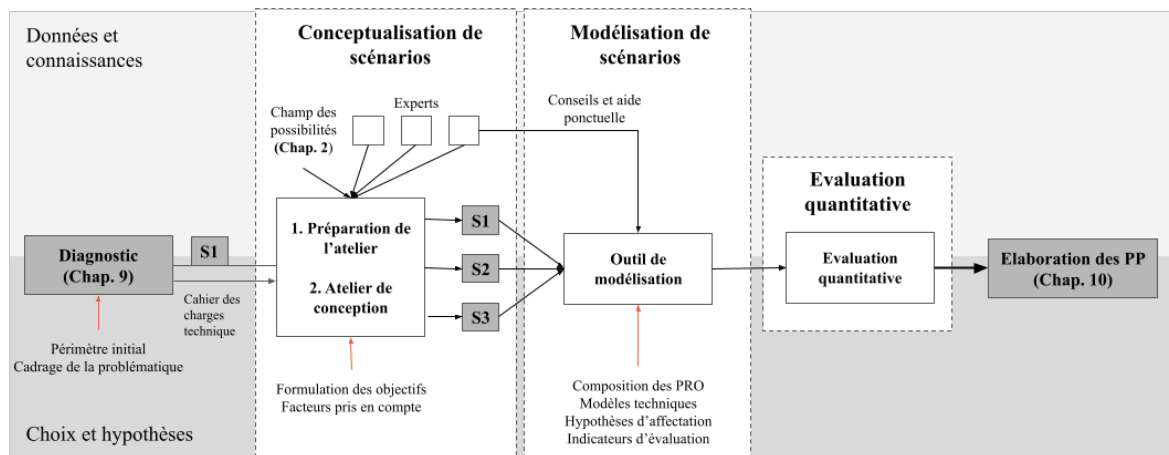 Données et
connaissances
Conceptualisation de
scénarios
Modélisation de
scénarios
Champ des
possibilités
(Chap. 2)
Experts
Conseils et aide
ponctuelle
Evaluation
quantitative
Diagnostic
(Chap. 9)
S1
Cahier des
charges
technique
1. Préparation de
l'atelier
2. Atelier de
conception
S1
S2
S3
Outil de
modélisation
Evaluation
quantitative
Elaboration des PP
(Chap. 10)
Périmètre initial
Cadrage de la problématique
Formulation des objectifs
Facteurs pris en compte
Composition des PRO
Modèles techniques
Hypothèses d'affectation
Indicateurs d'évaluation
Choix et hypothèses